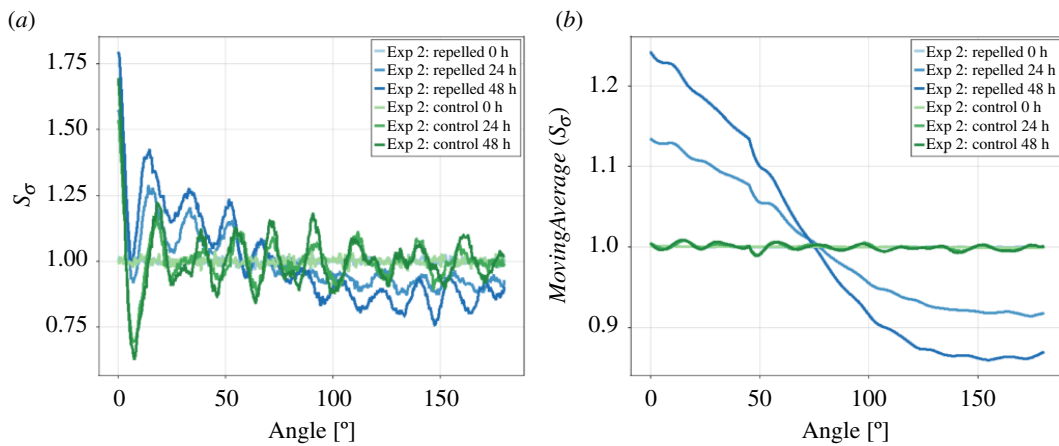 (a)
1.75
1.50
1.25
1.00
0.75
Sσ
0
50
100
150
Angle [º]
Exp 2: repelled 0 h
Exp 2: repelled 24 h
Exp 2: repelled 48 h
Exp 2: control 0 h
Exp 2: control 24 h
Exp 2: control 48 h
(b)
1.2
1.1
1.0
0.9
MovingAverage (Sσ)
0
50
100
150
Angle [º]
Exp 2: repelled 0 h
Exp 2: repelled 24 h
Exp 2: repelled 48 h
Exp 2: control 0 h
Exp 2: control 24 h
Exp 2: control 48 h